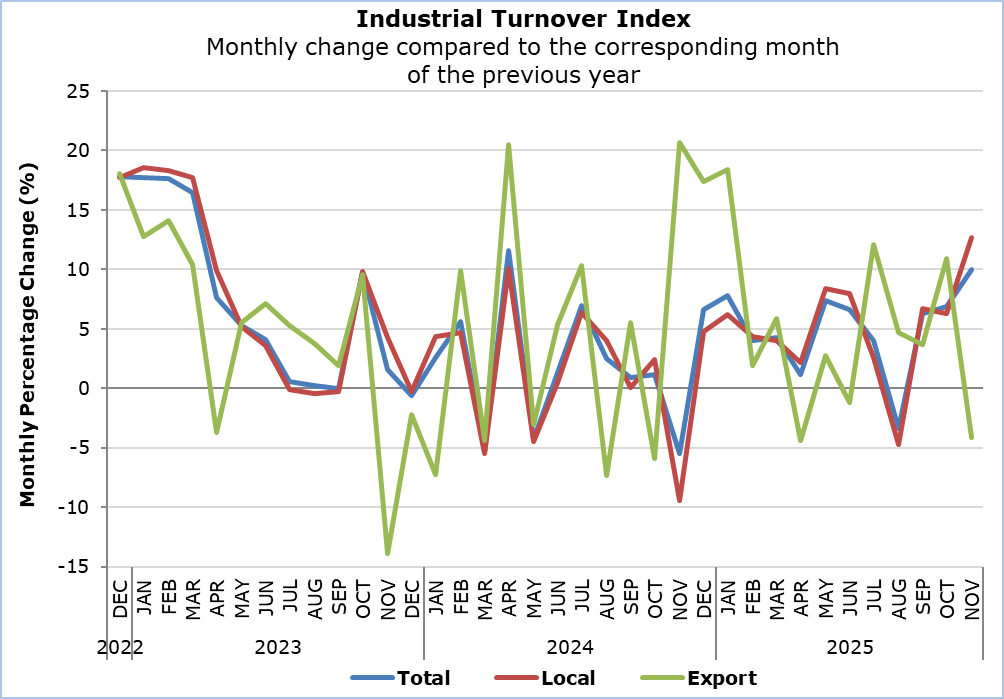 Industrial Turnover Index
Monthly change compared to the corresponding month
of the previous year
Monthly Percentage Change (%)
25
20
15
10
5
0
-5
-10
-15
DEC JAN FEB MAR APR MAY JUN JUL AUG SEP OCT NOV DEC JAN FEB MAR APR MAY JUN JUL AUG SEP OCT NOV DEC JAN FEB MAR APR MAY JUN JUL AUG SEP OCT NOV
2022 2023 2024 2025
Total Local Export